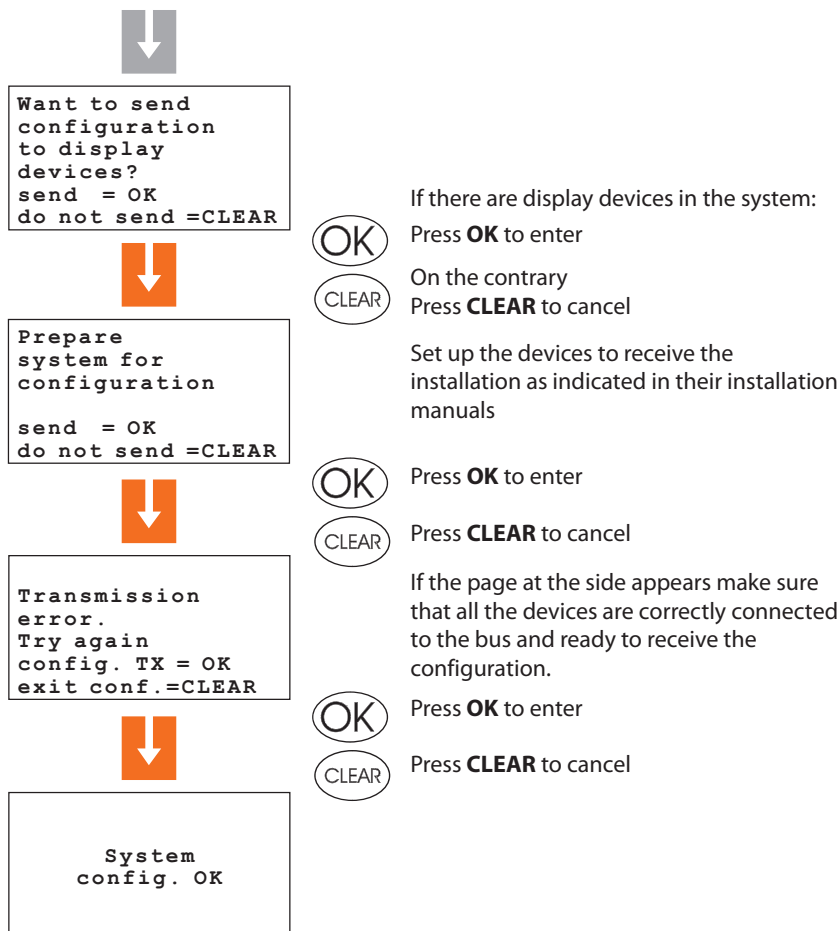 Want to send
configuration
to display
devices?
send = OK
do not send =CLEAR
If there are display devices in the system:
OK
Press OK to enter
CLEAR
On the contrary
Press CLEAR to cancel
Prepare
system for
configuration
send = OK
do not send =CLEAR
Set up the devices to receive the
installation as indicated in their installation
manuals
OK
Press OK to enter
CLEAR
Press CLEAR to cancel
Transmission
error.
Try again
config. TX = OK
exit conf.=CLEAR
If the page at the side appears make sure
that all the devices are correctly connected
to the bus and ready to receive the
configuration.
OK
Press OK to enter
CLEAR
Press CLEAR to cancel
System
config. OK